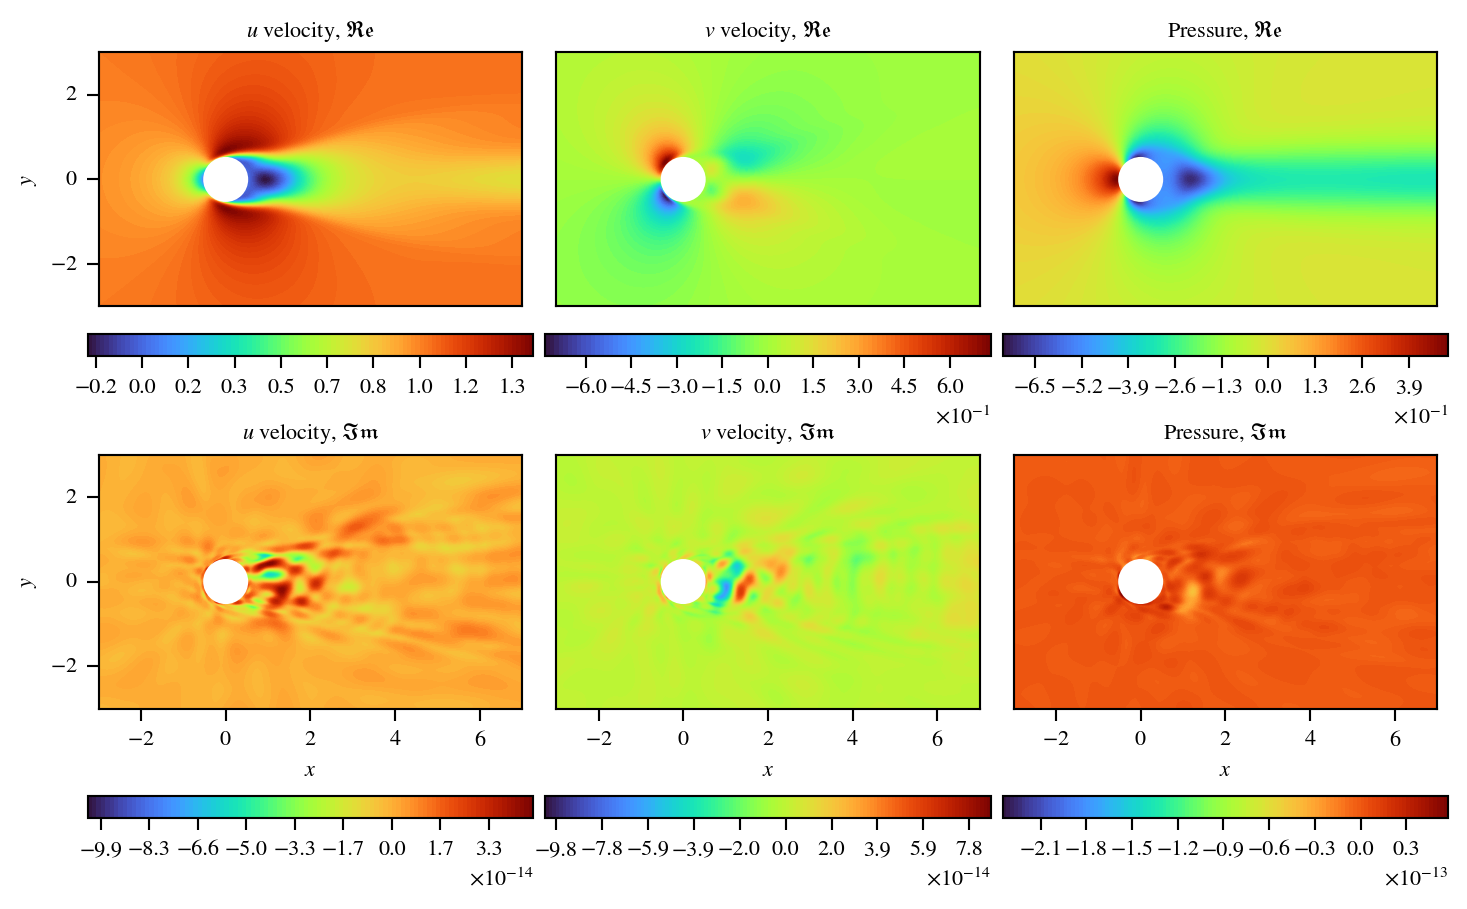 u velocity, ℜe v velocity, ℜe Pressure, ℜe
2
y 0
−2
−0.2 0.0 0.2 0.3 0.5 0.7 0.8 1.0 1.2 1.3 −6.0 −4.5 −3.0 −1.5 0.0 1.5 3.0 4.5 6.0 −6.5 −5.2 −3.9 −2.6 −1.3 0.0 1.3 2.6 3.9
×10⁻¹ ×10⁻¹
u velocity, ℑm v velocity, ℑm Pressure, ℑm
2
y 0
−2
−2 0 2 4 6 −2 0 2 4 6 −2 0 2 4 6
x x x
−9.9 −8.3 −6.6 −5.0 −3.3 −1.7 0.0 1.7 3.3 −9.8 −7.8 −5.9 −3.9 −2.0 0.0 2.0 3.9 5.9 7.8 −2.1 −1.8 −1.5 −1.2 −0.9 −0.6 −0.3 0.0 0.3
×10⁻¹⁴ ×10⁻¹⁴ ×10⁻¹³